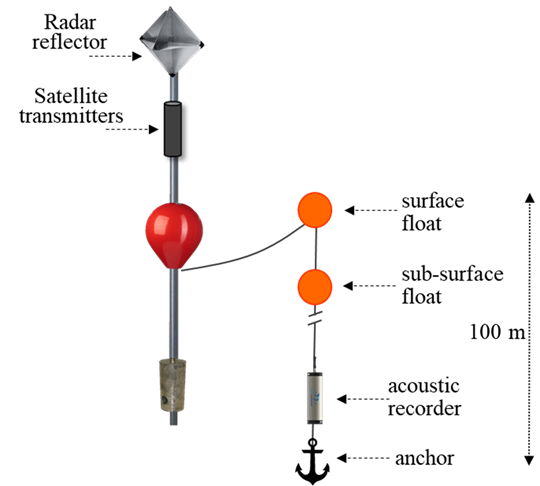 Radar
reflector
Satellite
transmitters
surface
float
sub-surface
float
100 m
acoustic
recorder
anchor